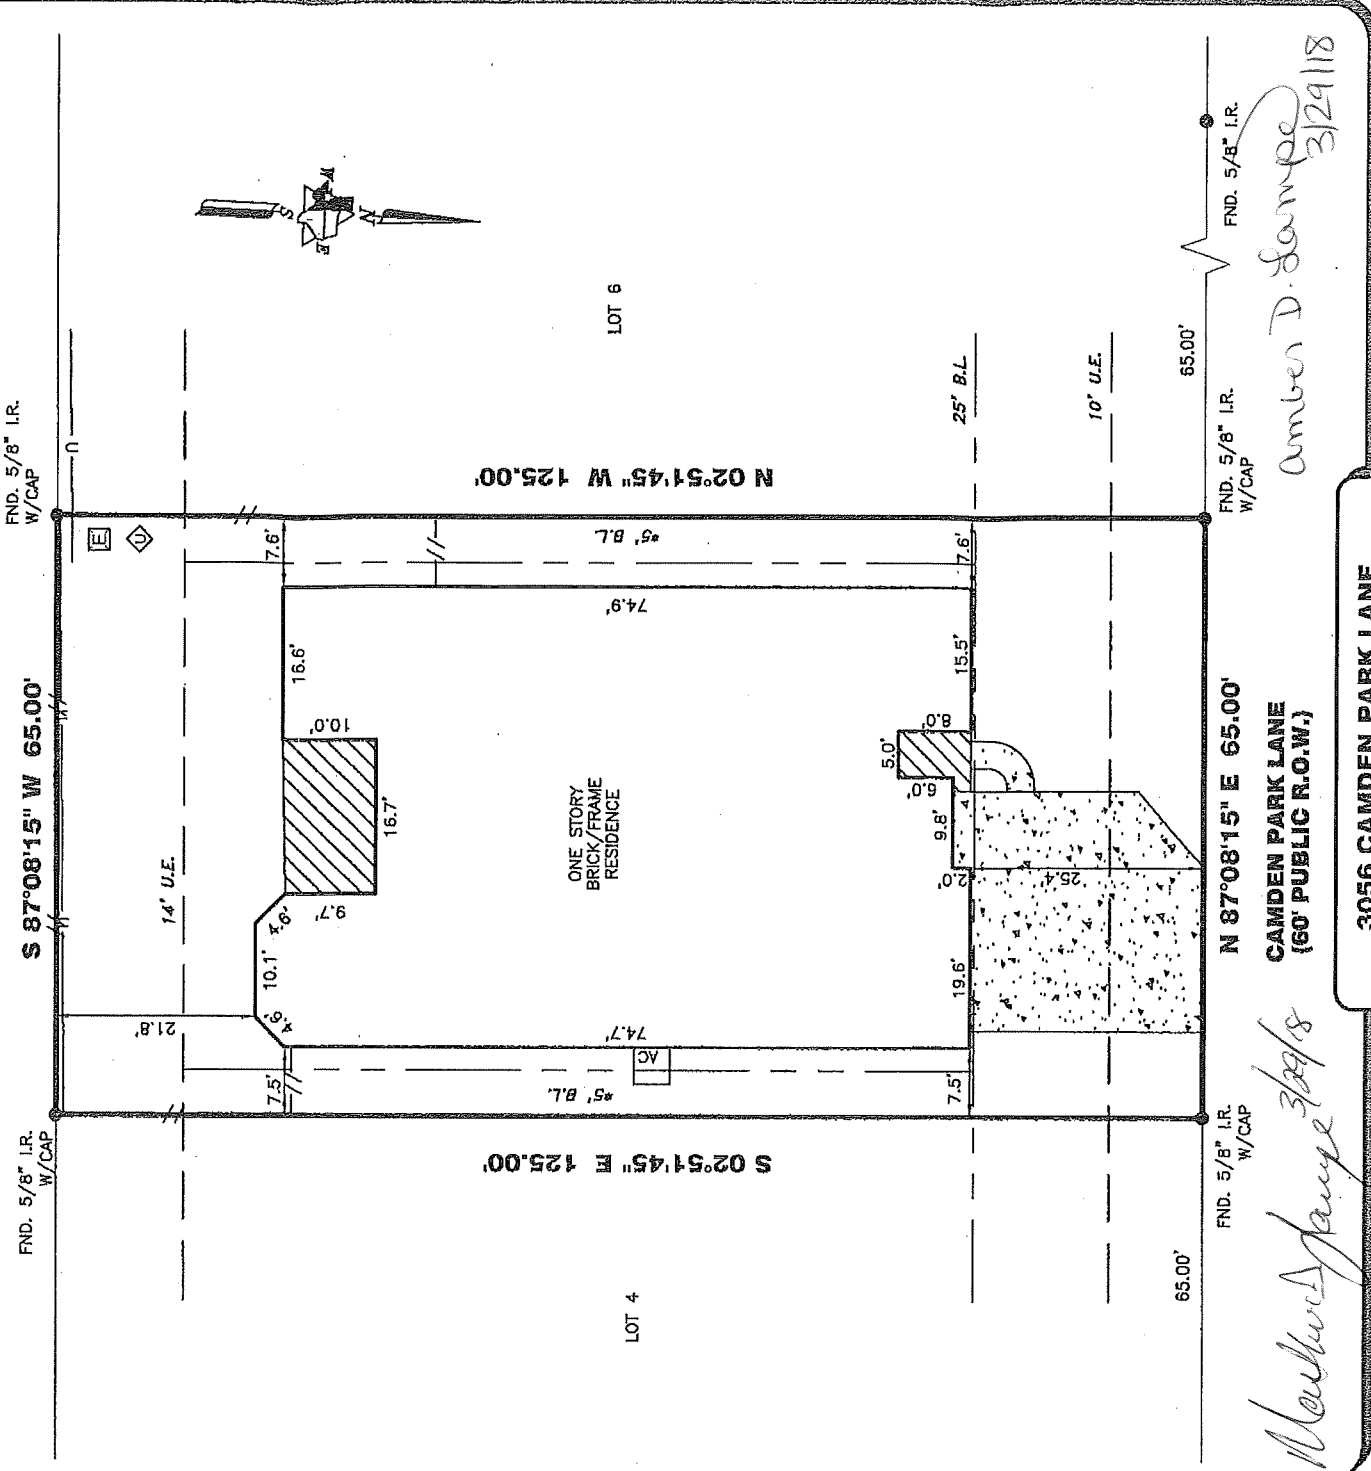 FND. 5/8" I.R.
W/CAP
FND. 5/8" I.R.
W/CAP
S 87°08'15" W 65.00'
E
U
14' U.E.
21.8'
7.6'
7.5'
16.6'
10.0'
16.7'
9.7'
4.6'
10.1'
4.6'
N 02°51'45" W 125.00'
S 02°51'45" E 125.00'
*5' B.L.
*5' B.L.
74.9'
74.7'
AC
ONE STORY
BRICK/FRAME
RESIDENCE
LOT 6
LOT 4
S
W
N
E
25' B.L.
10' U.E.
7.6'
15.5'
8.0'
5.0'
6.0'
9.8'
2.0'
25.4'
19.6'
7.5'
65.00'
65.00'
FND. 5/8" I.R.
FND. 5/8" I.R.
W/CAP
FND. 5/8" I.R.
W/CAP
N 87°08'15" E 65.00'
CAMDEN PARK LANE
(60' PUBLIC R.O.W.)
Amber D. Lampe
3/29/18
3/29/18
3056 CAMDEN PARK LANE